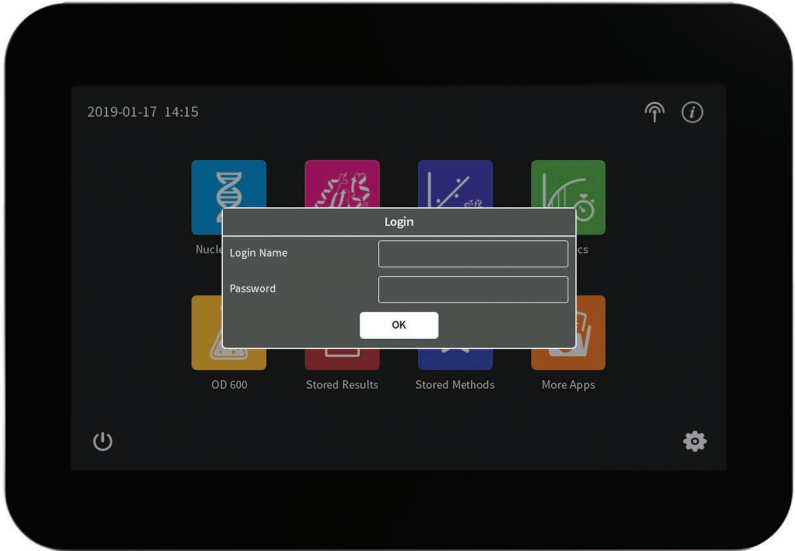 2019-01-17 14:15
Login
Login Name
Password
OK
OD 600
Stored Results
Stored Methods
More Apps